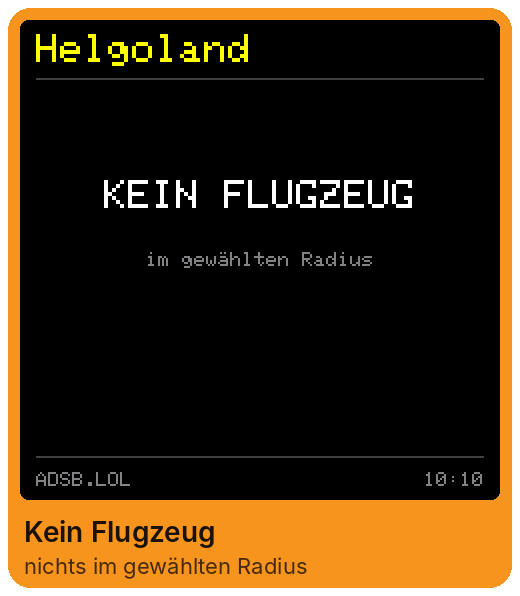 Helgoland
KEIN FLUGZEUG
im gewählten Radius
ADSB.LOL 10:10
Kein Flugzeug
nichts im gewählten Radius